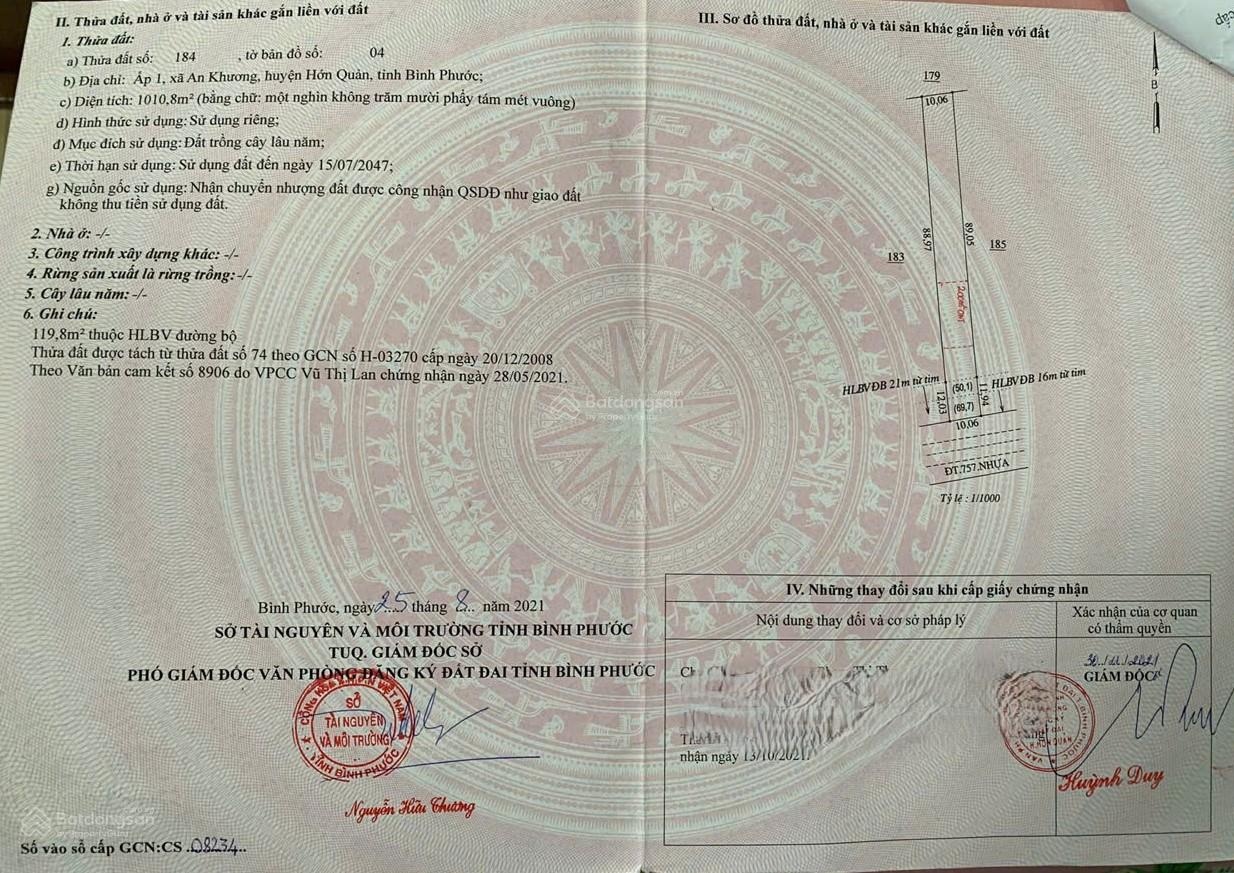 II. Thửa đất, nhà ở và tài sản khác gắn liền với đất
1. Thửa đất:
a) Thửa đất số: 184 , tờ bản đồ số: 04
b) Địa chỉ: Ấp 1, xã An Khương, huyện Hớn Quản, tỉnh Bình Phước;
c) Diện tích: 1010,8m² (bằng chữ: một nghìn không trăm mười phẩy tám mét vuông)
d) Hình thức sử dụng: Sử dụng riêng;
đ) Mục đích sử dụng: Đất trồng cây lâu năm;
e) Thời hạn sử dụng: Sử dụng đất đến ngày 15/07/2047;
g) Nguồn gốc sử dụng: Nhận chuyển nhượng đất được công nhận QSDĐ như giao đất
không thu tiền sử dụng đất.
2. Nhà ở: -/-
3. Công trình xây dựng khác: -/-
4. Rừng sản xuất là rừng trồng: -/-
5. Cây lâu năm: -/-
6. Ghi chú:
119,8m² thuộc HLBV đường bộ
Thửa đất được tách từ thửa đất số 74 theo GCN số H-03270 cấp ngày 20/12/2008
Theo Văn bản cam kết số 8906 do VPCC Vũ Thị Lan chứng nhận ngày 28/05/2021.
Bình Phước, ngày 25 tháng 8 năm 2021
SỞ TÀI NGUYÊN VÀ MÔI TRƯỜNG TỈNH BÌNH PHƯỚC
TUQ. GIÁM ĐỐC SỞ
PHÓ GIÁM ĐỐC VĂN PHÒNG ĐĂNG KÝ ĐẤT ĐAI TỈNH BÌNH PHƯỚC
SỞ
TÀI NGUYÊN
VÀ MÔI TRƯỜNG
TỈNH BÌNH PHƯỚC
Nguyễn Hữu Thương
Số vào sổ cấp GCN:CS .08234..
III. Sơ đồ thửa đất, nhà ở và tài sản khác gắn liền với đất
B
179
10,06
88,97
89,05
183
185
HLBVĐB 21m từ tim
(50,1)
HLBVĐB 16m từ tim
12,03
11,94
(69,7)
10,06
ĐT.757.NHỰA
Tỷ lệ : 1/1000
IV. Những thay đổi sau khi cấp giấy chứng nhận
Nội dung thay đổi và cơ sở pháp lý
Xác nhận của cơ quan
có thẩm quyền
GIÁM ĐỐC
nhận ngày 13/10/2021
Huỳnh Duy
Batdongsan
by PropertyGuru
Batdongsan
by PropertyGuru